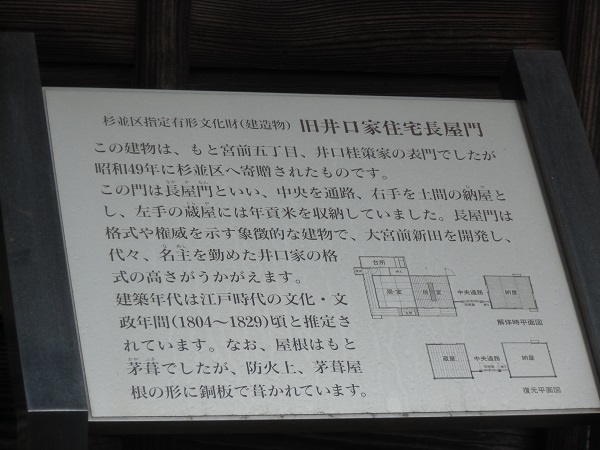 杉並区指定有形文化財(建造物) 旧井口家住宅長屋門
この建物は、もと宮前五丁目、井口桂策家の表門でしたが
昭和49年に杉並区へ寄贈されたものです。
この門は長屋門といい、中央を通路、右手を土間の納屋と
し、左手の蔵屋には年貢米を収納していました。長屋門は
格式や権威を示す象徴的な建物で、大宮前新田を開発し、
代々、名主を勤めた井口家の格
式の高さがうかがえます。
建築年代は江戸時代の文化・文
政年間(1804〜1829)頃と推定さ
れています。なお、屋根はもと
茅葺でしたが、防火上、茅葺屋
根の形に銅板で葺かれています。
台所
居室
中央通路
納屋
解体時平面図
蔵屋
中央通路
納屋
復元平面図